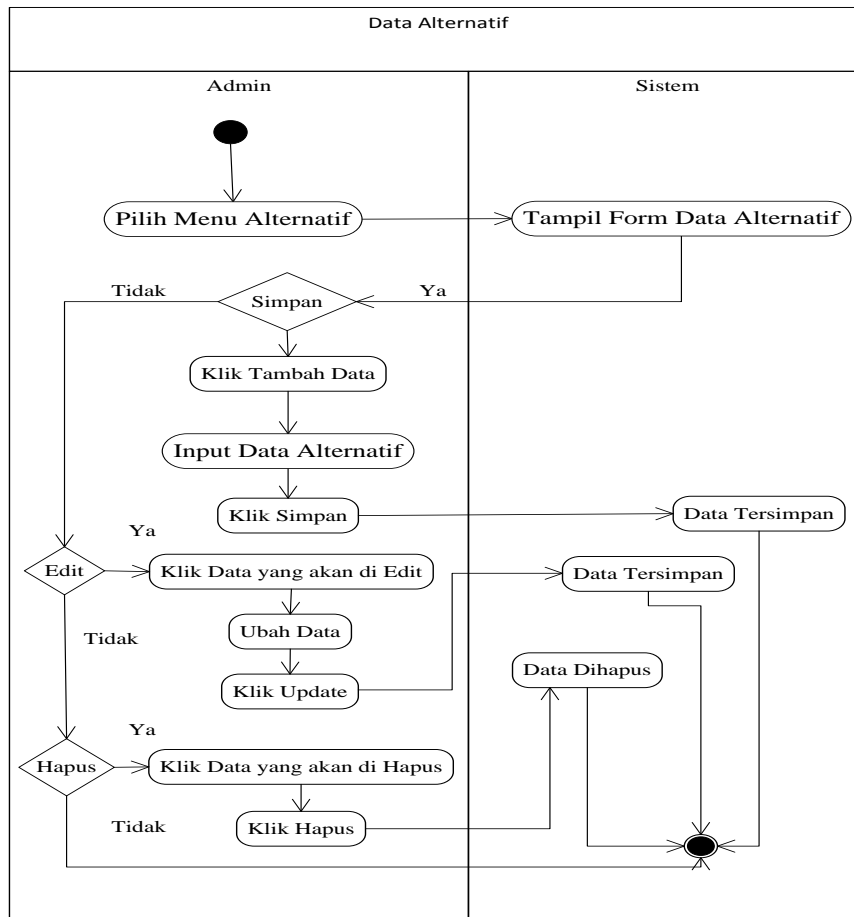 Data Alternatif
Admin
Sistem
Pilih Menu Alternatif
Tampil Form Data Alternatif
Tidak
Simpan
Ya
Klik Tambah Data
Input Data Alternatif
Klik Simpan
Data Tersimpan
Ya
Edit
Klik Data yang akan di Edit
Data Tersimpan
Ubah Data
Tidak
Klik Update
Data Dihapus
Ya
Hapus
Klik Data yang akan di Hapus
Tidak
Klik Hapus